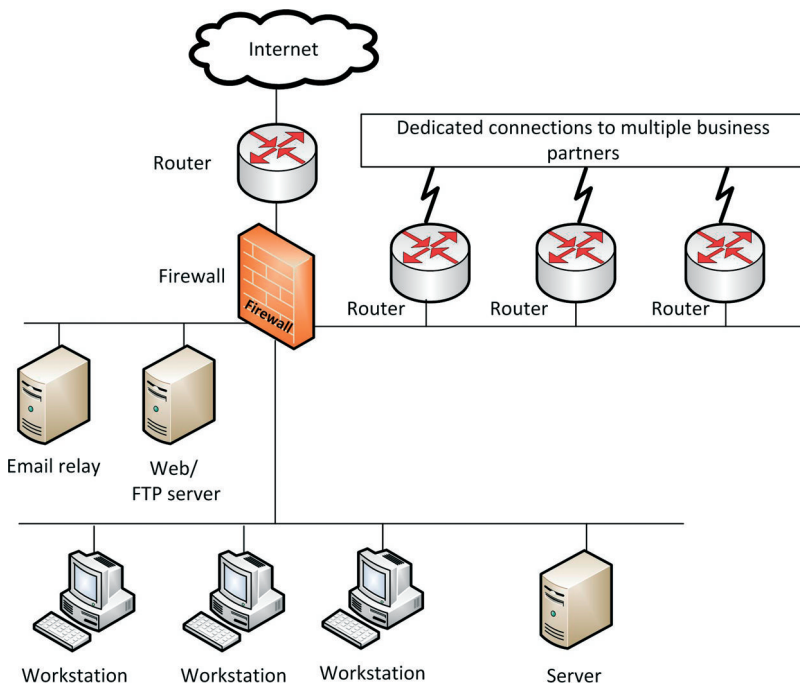 Internet
Dedicated connections to multiple business
partners
Router
Firewall
Firewall
Router
Router
Router
Email relay
Web/
FTP server
Workstation
Workstation
Workstation
Server